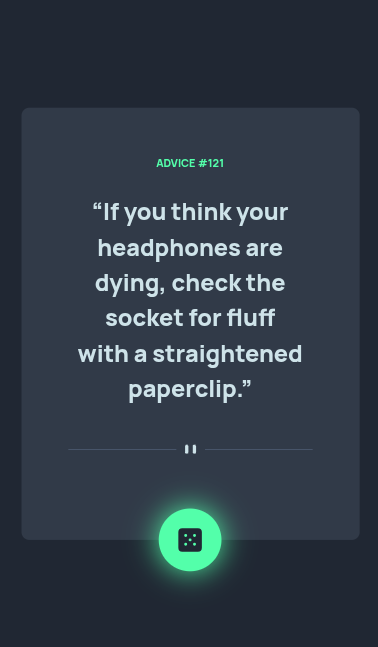 ADVICE #121
“If you think your
headphones are
dying, check the
socket for fluff
with a straightened
paperclip.”